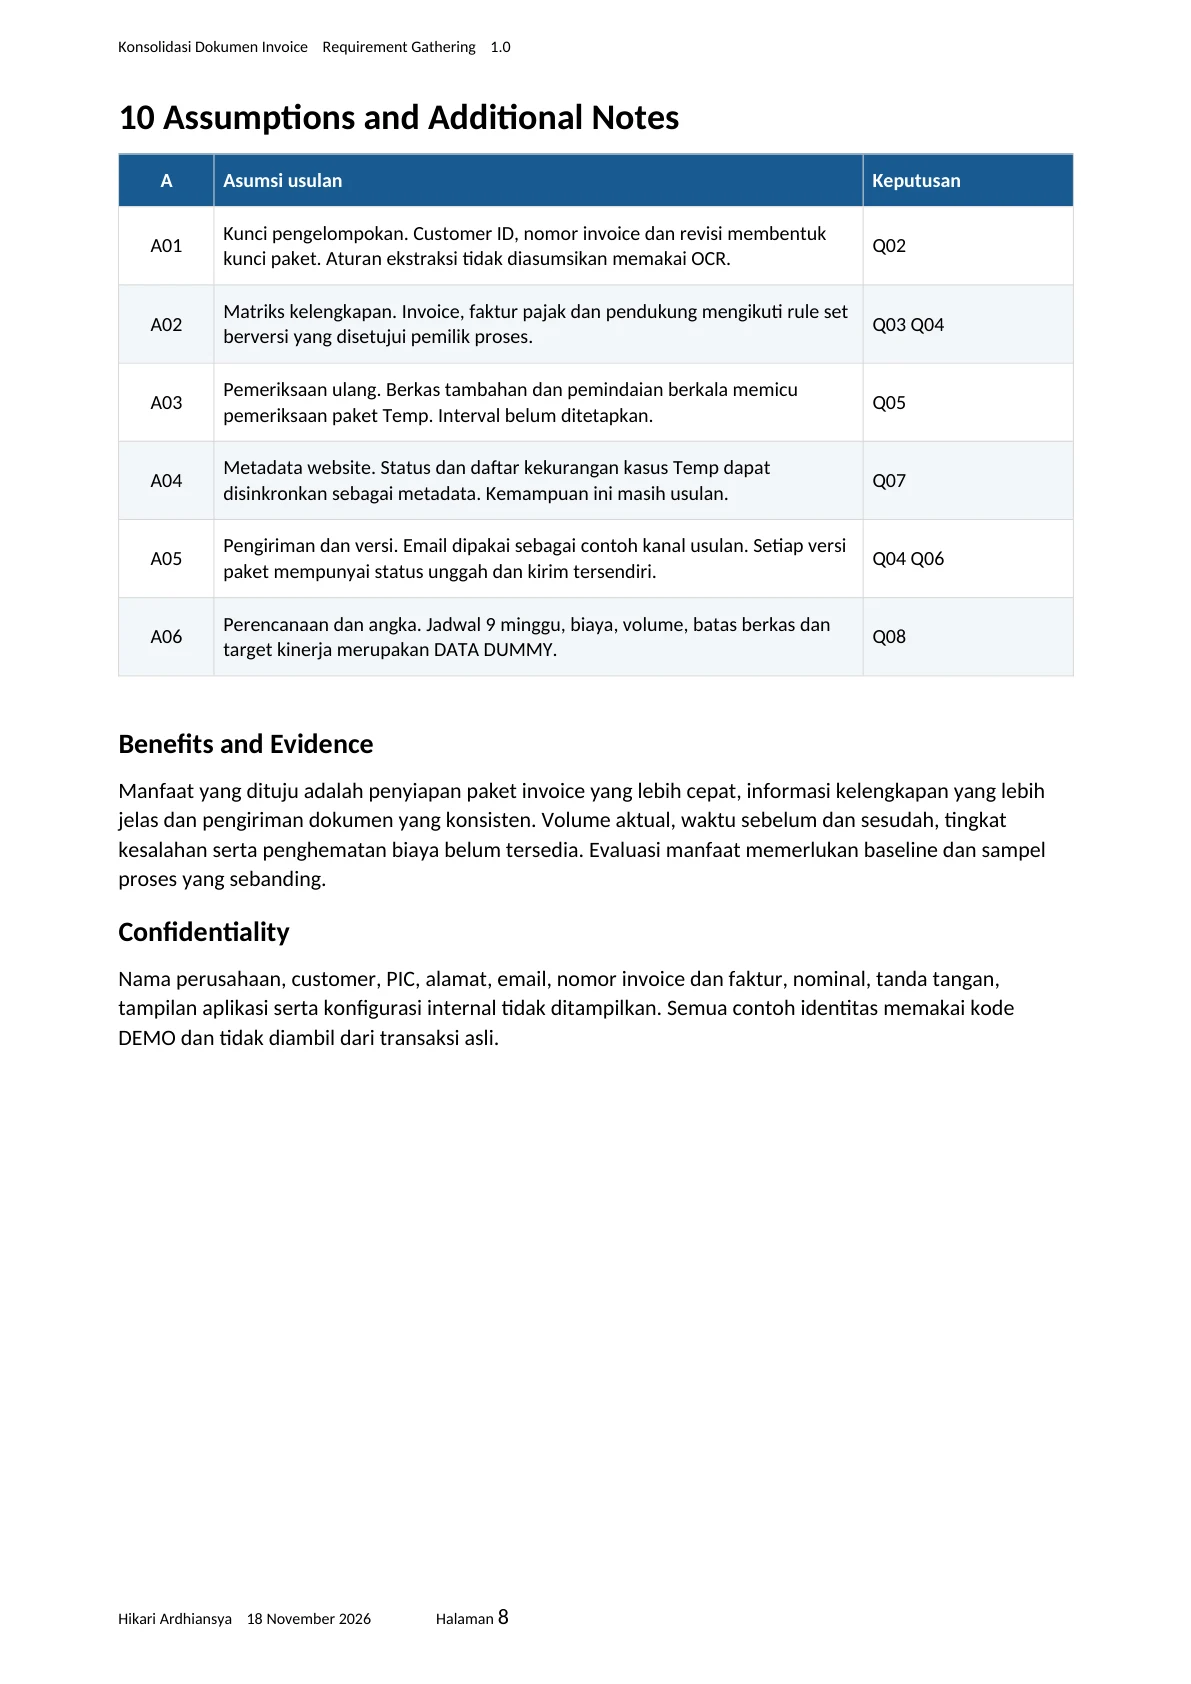 Konsolidasi Dokumen Invoice Requirement Gathering 1.0
10 Assumptions and Additional Notes
A Asumsi usulan Keputusan
A01 Kunci pengelompokan. Customer ID, nomor invoice dan revisi membentuk
kunci paket. Aturan ekstraksi tidak diasumsikan memakai OCR. Q02
A02 Matriks kelengkapan. Invoice, faktur pajak dan pendukung mengikuti rule set
berversi yang disetujui pemilik proses. Q03 Q04
A03 Pemeriksaan ulang. Berkas tambahan dan pemindaian berkala memicu
pemeriksaan paket Temp. Interval belum ditetapkan. Q05
A04 Metadata website. Status dan daftar kekurangan kasus Temp dapat
disinkronkan sebagai metadata. Kemampuan ini masih usulan. Q07
A05 Pengiriman dan versi. Email dipakai sebagai contoh kanal usulan. Setiap versi
paket mempunyai status unggah dan kirim tersendiri. Q04 Q06
A06 Perencanaan dan angka. Jadwal 9 minggu, biaya, volume, batas berkas dan
target kinerja merupakan DATA DUMMY. Q08
Benefits and Evidence
Manfaat yang dituju adalah penyiapan paket invoice yang lebih cepat, informasi kelengkapan yang lebih
jelas dan pengiriman dokumen yang konsisten. Volume aktual, waktu sebelum dan sesudah, tingkat
kesalahan serta penghematan biaya belum tersedia. Evaluasi manfaat memerlukan baseline dan sampel
proses yang sebanding.
Confidentiality
Nama perusahaan, customer, PIC, alamat, email, nomor invoice dan faktur, nominal, tanda tangan,
tampilan aplikasi serta konfigurasi internal tidak ditampilkan. Semua contoh identitas memakai kode
DEMO dan tidak diambil dari transaksi asli.
Hikari Ardhiansya 18 November 2026 Halaman 8